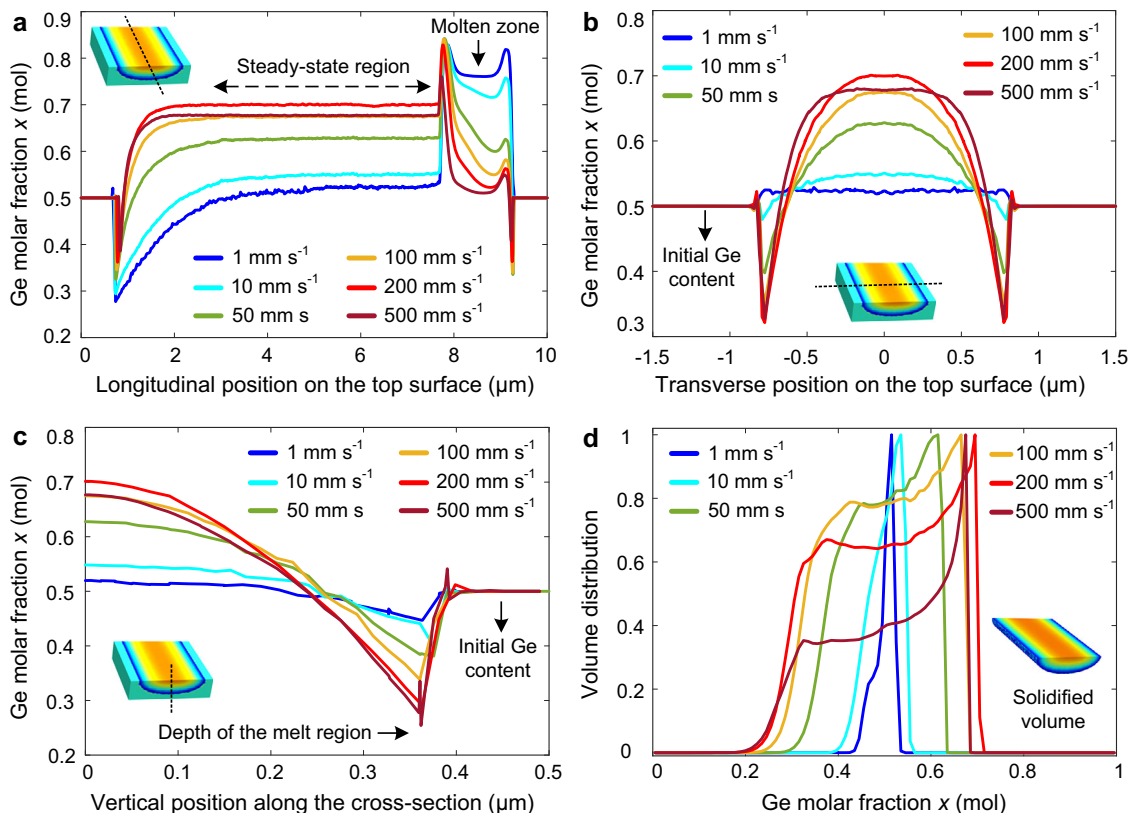 a
Ge molar fraction x (mol)
0.9
0.8
0.7
0.6
0.5
0.4
0.3
0.2
Molten zone
Steady-state region
1 mm s⁻¹
10 mm s⁻¹
50 mm s
100 mm s⁻¹
200 mm s⁻¹
500 mm s⁻¹
0 2 4 6 8 10
Longitudinal position on the top surface (µm)
b
Ge molar fraction x (mol)
0.8
0.7
0.6
0.5
0.4
0.3
1 mm s⁻¹
10 mm s⁻¹
50 mm s
100 mm s⁻¹
200 mm s⁻¹
500 mm s⁻¹
Initial Ge
content
-1.5 -1 -0.5 0 0.5 1 1.5
Transverse position on the top surface (µm)
c
Ge molar fraction x (mol)
0.8
0.7
0.6
0.5
0.4
0.3
0.2
1 mm s⁻¹
10 mm s⁻¹
50 mm s
100 mm s⁻¹
200 mm s⁻¹
500 mm s⁻¹
Initial Ge
content
Depth of the melt region
0 0.1 0.2 0.3 0.4 0.5
Vertical position along the cross-section (µm)
d
Volume distribution
1
0.8
0.6
0.4
0.2
0
1 mm s⁻¹
10 mm s⁻¹
50 mm s
100 mm s⁻¹
200 mm s⁻¹
500 mm s⁻¹
Solidified
volume
0 0.2 0.4 0.6 0.8 1
Ge molar fraction x (mol)